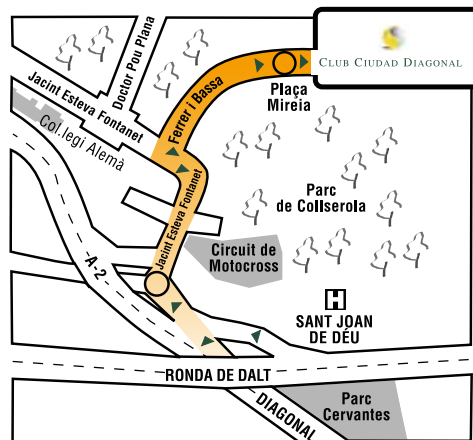 CLUB CIUDAD DIAGONAL
Doctor Pou Plana
Jacint Esteva Fontanet
Ferrer i Bassa
Plaça
Mireia
Col.legi Alemà
Jacint Esteva Fontanet
Parc
de Collserola
A-2
Circuit de
Motocross
H
SANT JOAN
DE DÉU
RONDA DE DALT
DIAGONAL
Parc
Cervantes